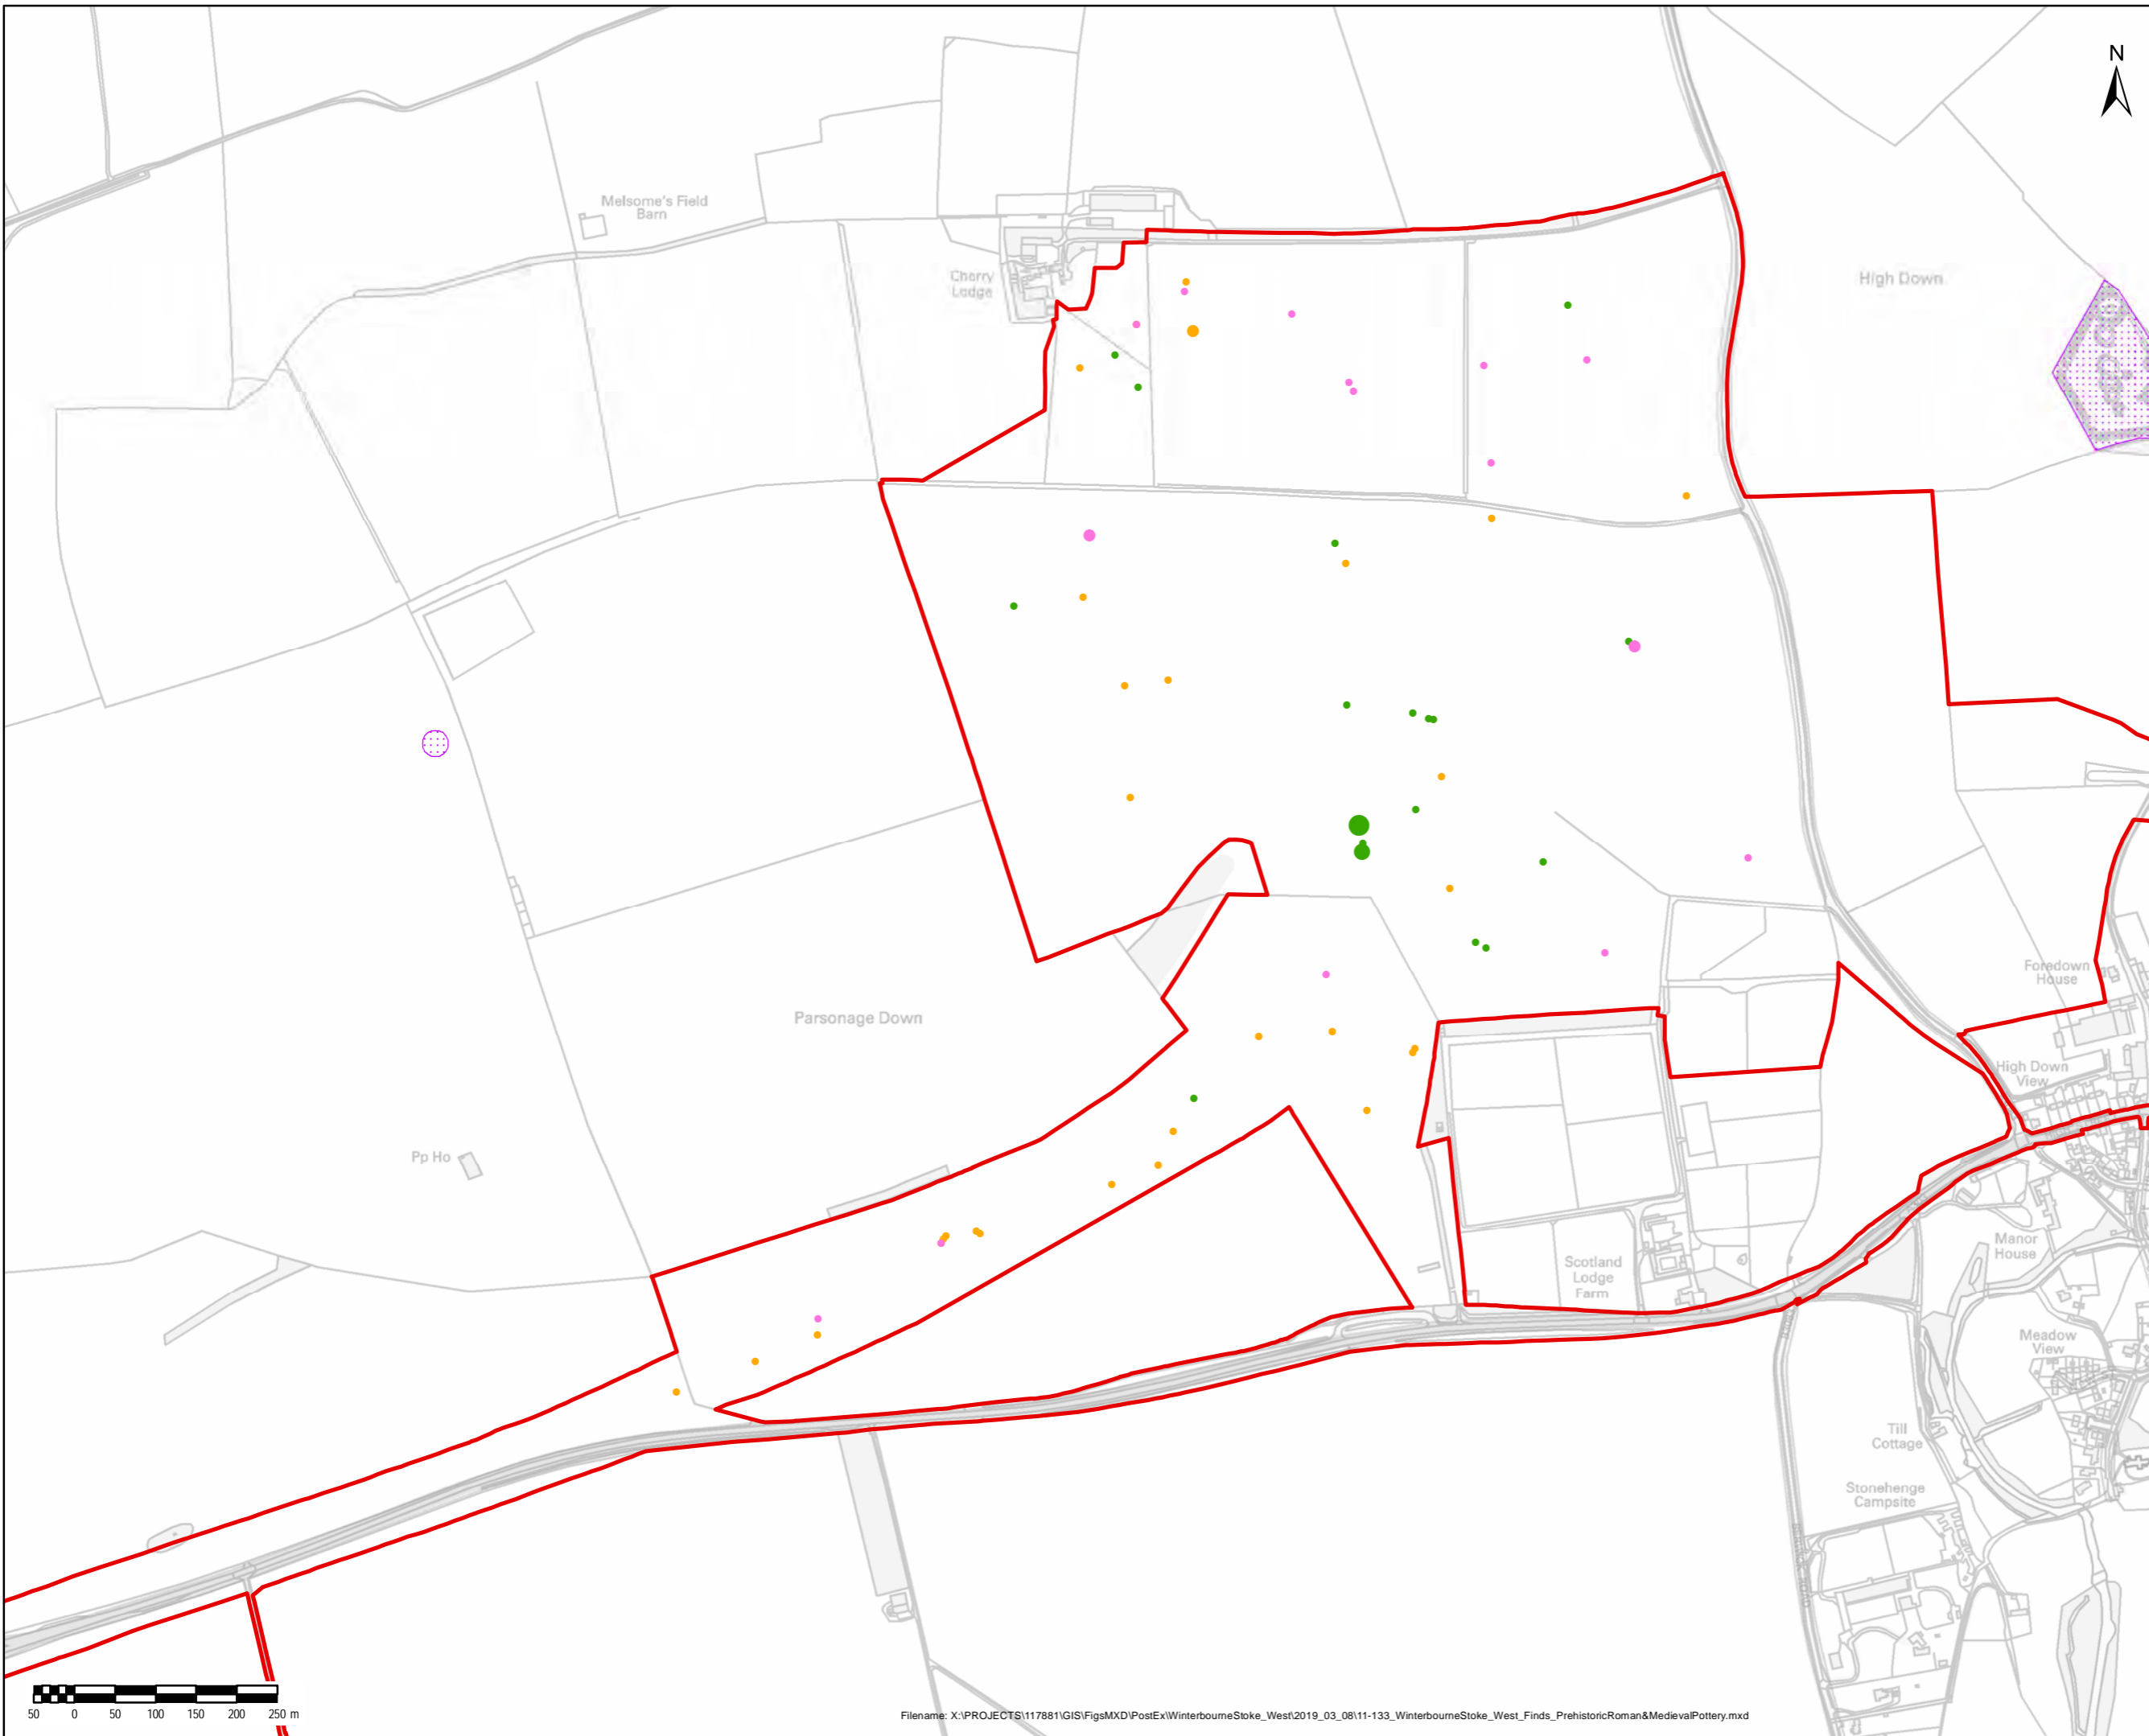 N
Melsome's Field
Barn
Cherry
Lodge
High Down
Parsonage Down
Foredown
House
High Down
View
Pp Ho
Manor
House
Scotland
Lodge
Farm
Meadow
View
Till
Cottage
Stonehenge
Campsite
50 0 50 100 150 200 250 m
Filename: X:\PROJECTS\117881\GIS\FigsMXD\PostEx\WinterbourneStoke_West\2019_03_08\11-133_WinterbourneStoke_West_Finds_PrehistoricRoman&MedievalPottery.mxd